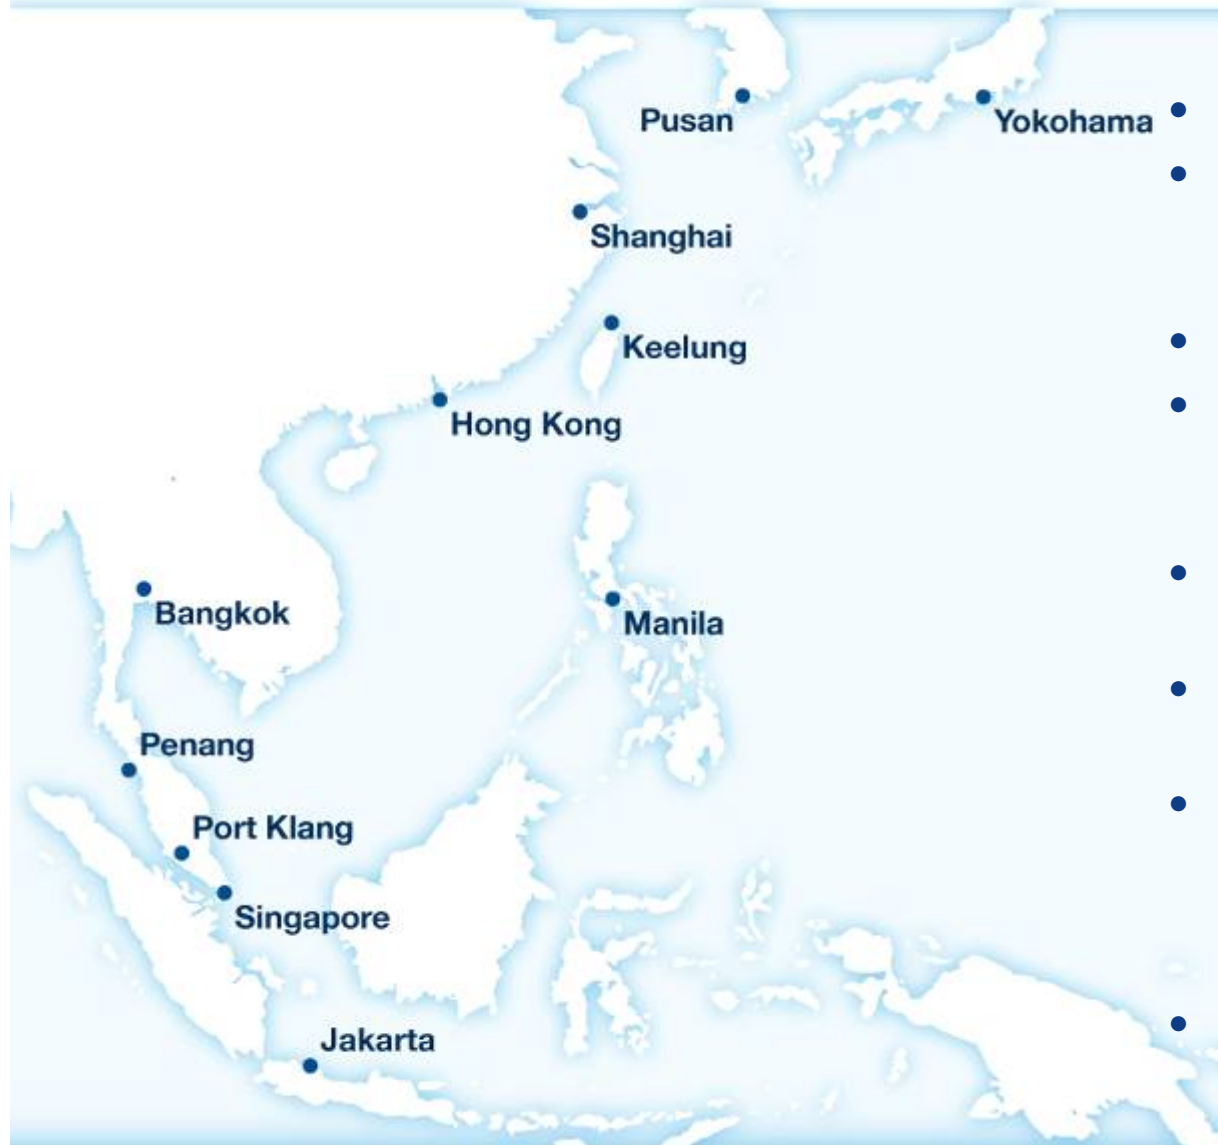 Pusan
Yokohama
Shanghai
Keelung
Hong Kong
Bangkok
Manila
Penang
Port Klang
Singapore
Jakarta